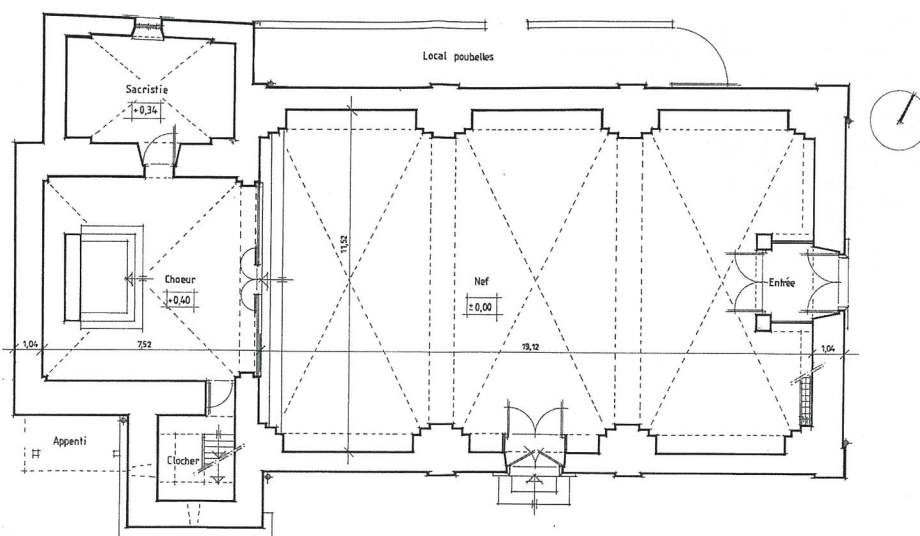 Local poubelles
Sacristie
+0,34
11,52
Choeur
+0,40
Nef
±0,00
Entrée
1,04
7,52
19,12
1,04
Appenti
Clocher